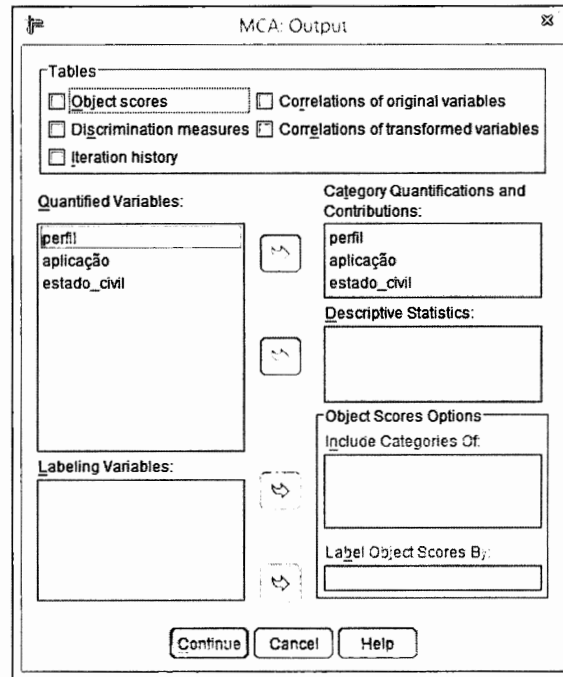 MCA: Output
Tables
Object scores
Correlations of original variables
Discrimination measures
Correlations of transformed variables
Iteration history
Quantified Variables:
perfil
aplicação
estado_civil
Category Quantifications and
Contributions:
perfil
aplicação
estado_civil
Descriptive Statistics:
Object Scores Options
Include Categories Of:
Labeling Variables:
Label Object Scores By:
Continue
Cancel
Help